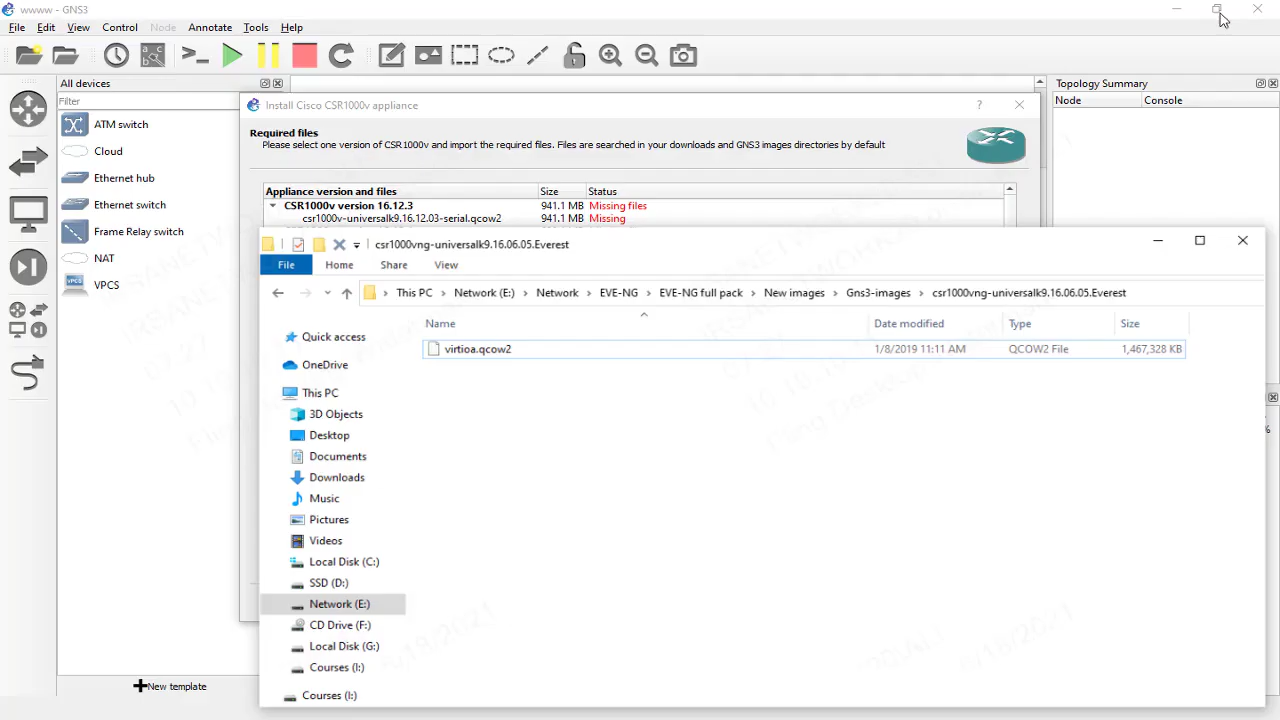 wwww - GNS3
File Edit View Control Node Annotate Tools Help
All devices
Topology Summary
Filter
Node Console
ATM switch
Cloud
Ethernet hub
Ethernet switch
Frame Relay switch
NAT
VPCS
New template
Install Cisco CSR1000v appliance
Required files
Please select one version of CSR1000v and import the required files. Files are searched in your downloads and GNS3 images directories by default
Appliance version and files Size Status
CSR1000v version 16.12.3 941.1 MB Missing files
csr1000v-universalk9.16.12.03-serial.qcow2 941.1 MB Missing
csr1000vng-universalk9.16.06.05.Everest
File Home Share View
This PC Network (E:) Network EVE-NG EVE-NG full pack New images Gns3-images csr1000vng-universalk9.16.06.05.Everest
Name Date modified Type Size
virtioa.qcow2 1/8/2019 11:11 AM QCOW2 File 1,467,328 KB
Quick access
OneDrive
This PC
3D Objects
Desktop
Documents
Downloads
Music
Pictures
Videos
Local Disk (C:)
SSD (D:)
Network (E:)
CD Drive (F:)
Local Disk (G:)
Courses (I:)
Courses (I:)